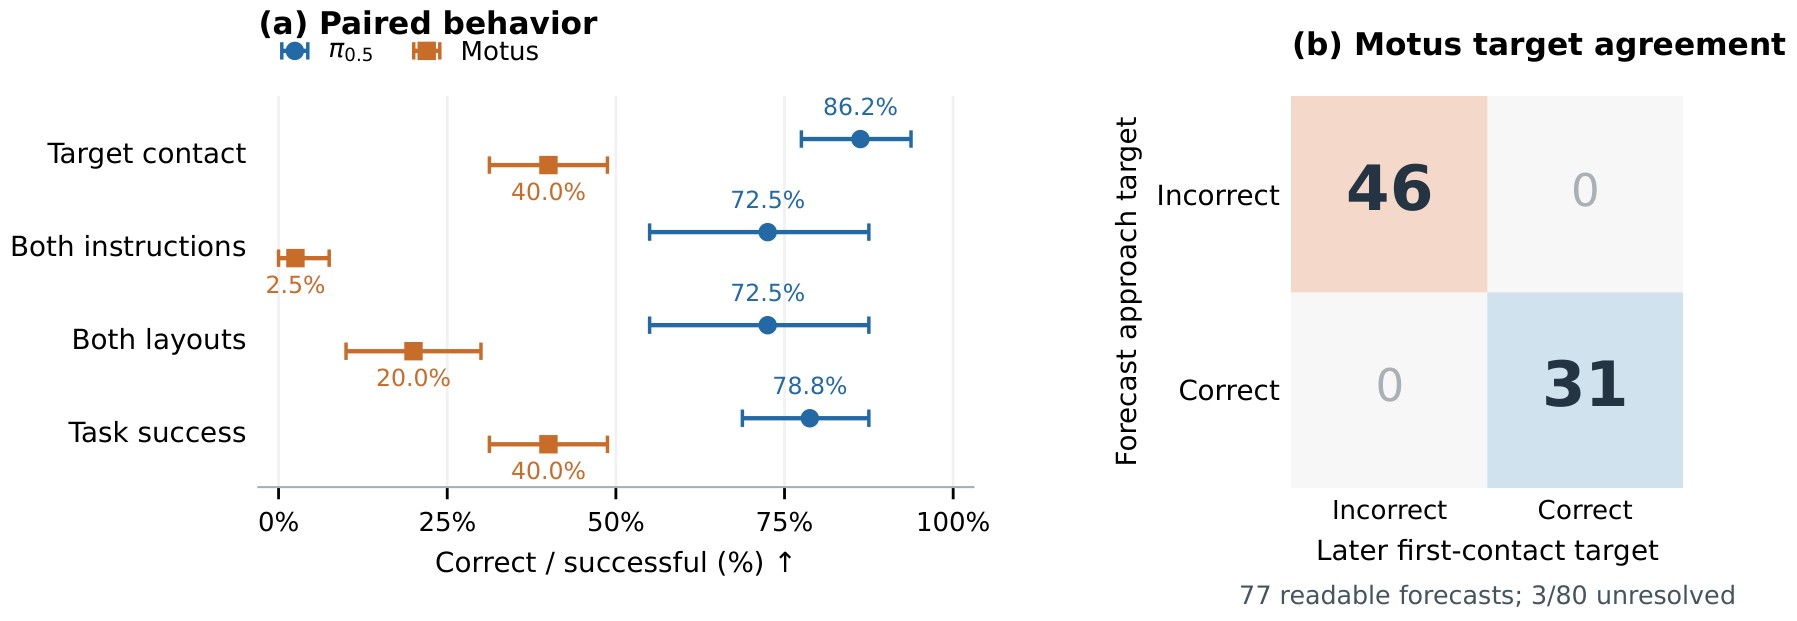 (a) Paired behavior
π0.5
Motus
Target contact
86.2%
40.0%
Both instructions
72.5%
2.5%
Both layouts
72.5%
20.0%
Task success
78.8%
40.0%
0% 25% 50% 75% 100%
Correct / successful (%) ↑
(b) Motus target agreement
Forecast approach target
Incorrect 46 0
Correct 0 31
Incorrect Correct
Later first-contact target
77 readable forecasts; 3/80 unresolved